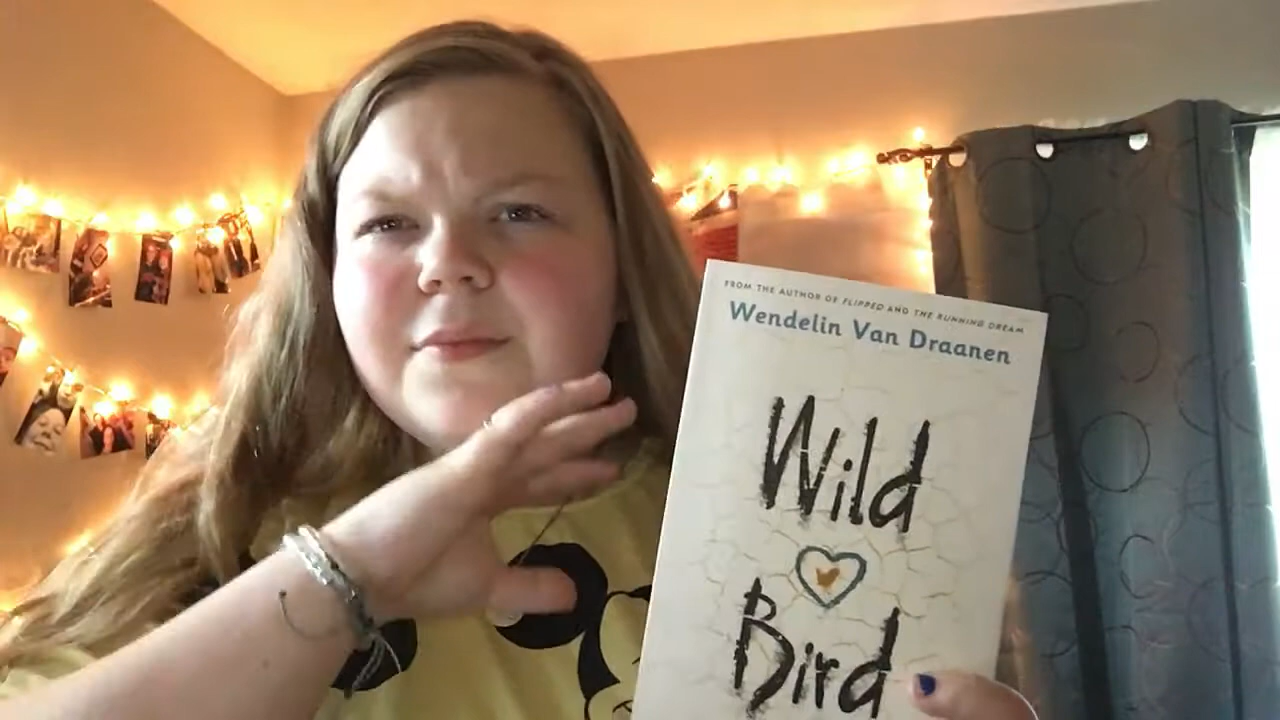 FROM THE AUTHOR OF FLIPPED AND THE RUNNING DREAM
Wendelin Van Draanen
Wild
Bird